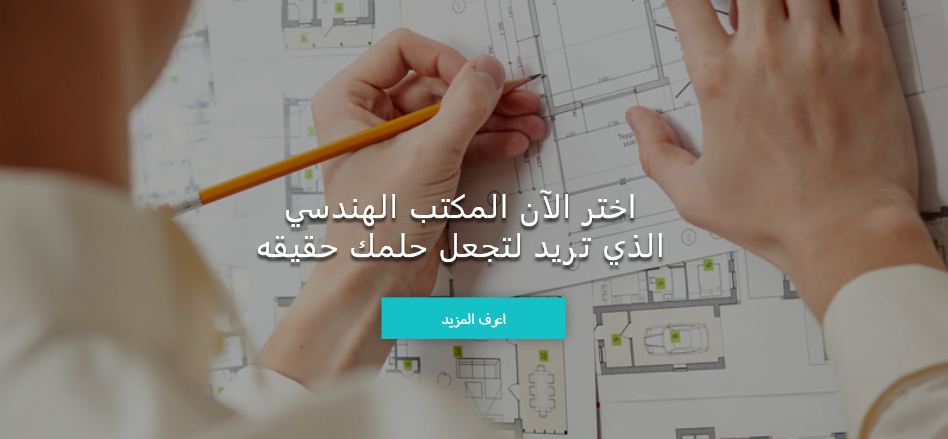 اختر الآن المكتب الهندسي
الذي تريد لتجعل حلمك حقيقه
اعرف المزيد